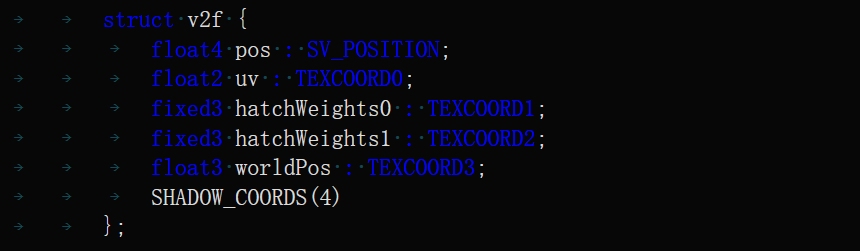 struct v2f {
float4 pos : SV_POSITION;
float2 uv : TEXCOORD0;
fixed3 hatchWeights0 : TEXCOORD1;
fixed3 hatchWeights1 : TEXCOORD2;
float3 worldPos : TEXCOORD3;
SHADOW_COORDS(4)
};